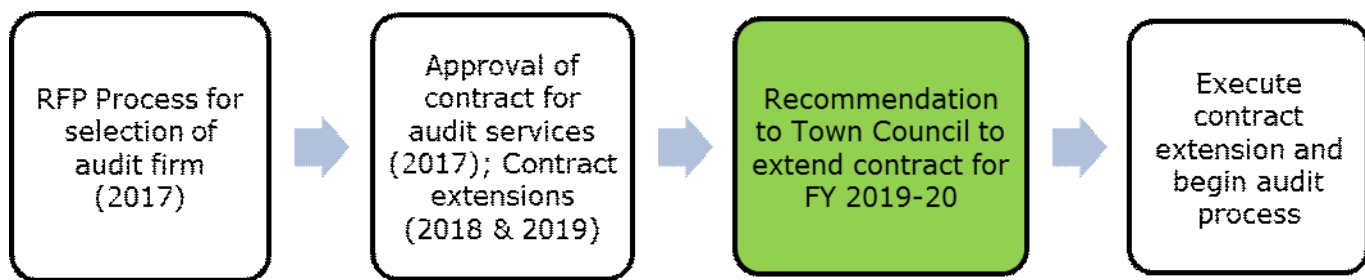 RFP Process for
selection of
audit firm
(2017)
Approval of
contract for
audit services
(2017); Contract
extensions
(2018 & 2019)
Recommendation
to Town Council to
extend contract for
FY 2019-20
Execute
contract
extension and
begin audit
process